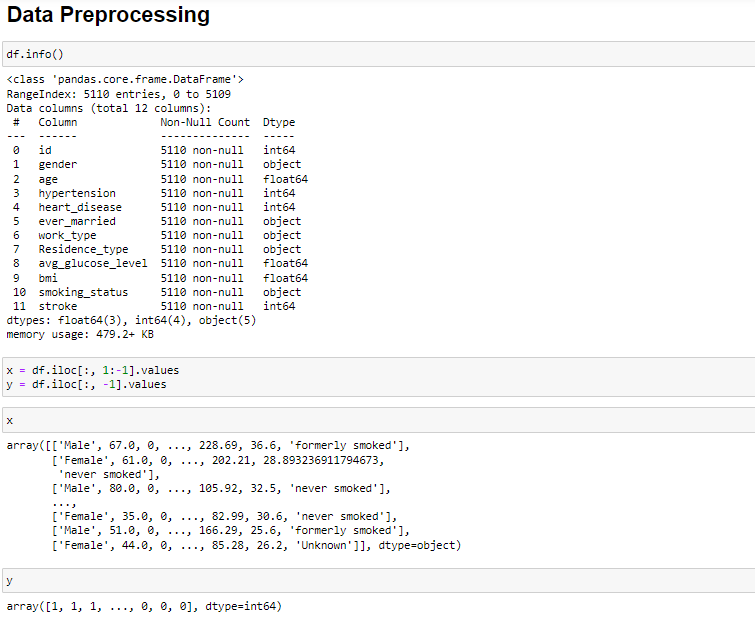 Data Preprocessing
df.info()
<class 'pandas.core.frame.DataFrame'>
RangeIndex: 5110 entries, 0 to 5109
Data columns (total 12 columns):
 #   Column             Non-Null Count  Dtype
---  ------             --------------  -----
 0   id                 5110 non-null   int64
 1   gender             5110 non-null   object
 2   age                5110 non-null   float64
 3   hypertension       5110 non-null   int64
 4   heart_disease      5110 non-null   int64
 5   ever_married       5110 non-null   object
 6   work_type          5110 non-null   object
 7   Residence_type     5110 non-null   object
 8   avg_glucose_level  5110 non-null   float64
 9   bmi                5110 non-null   float64
 10  smoking_status     5110 non-null   object
 11  stroke             5110 non-null   int64
dtypes: float64(3), int64(4), object(5)
memory usage: 479.2+ KB
x = df.iloc[:, 1:-1].values
y = df.iloc[:, -1].values
x
array([['Male', 67.0, 0, ..., 228.69, 36.6, 'formerly smoked'],
       ['Female', 61.0, 0, ..., 202.21, 28.893236911794673,
        'never smoked'],
       ['Male', 80.0, 0, ..., 105.92, 32.5, 'never smoked'],
       ...,
       ['Female', 35.0, 0, ..., 82.99, 30.6, 'never smoked'],
       ['Male', 51.0, 0, ..., 166.29, 25.6, 'formerly smoked'],
       ['Female', 44.0, 0, ..., 85.28, 26.2, 'Unknown']], dtype=object)
y
array([1, 1, 1, ..., 0, 0, 0], dtype=int64)